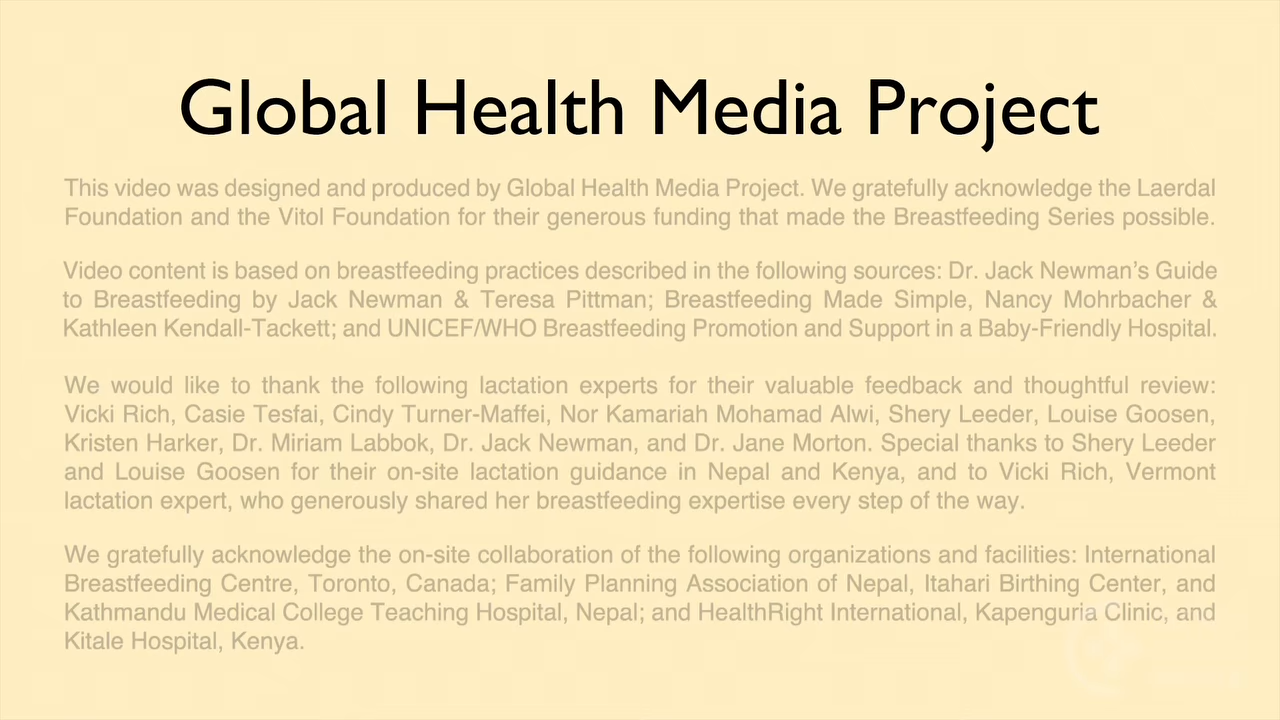 Global Health Media Project
This video was designed and produced by Global Health Media Project. We gratefully acknowledge the Laerdal
Foundation and the Vitol Foundation for their generous funding that made the Breastfeeding Series possible.
Video content is based on breastfeeding practices described in the following sources: Dr. Jack Newman’s Guide
to Breastfeeding by Jack Newman & Teresa Pittman; Breastfeeding Made Simple, Nancy Mohrbacher &
Kathleen Kendall-Tackett; and UNICEF/WHO Breastfeeding Promotion and Support in a Baby-Friendly Hospital.
We would like to thank the following lactation experts for their valuable feedback and thoughtful review:
Vicki Rich, Casie Tesfai, Cindy Turner-Maffei, Nor Kamariah Mohamad Alwi, Shery Leeder, Louise Goosen,
Kristen Harker, Dr. Miriam Labbok, Dr. Jack Newman, and Dr. Jane Morton. Special thanks to Shery Leeder
and Louise Goosen for their on-site lactation guidance in Nepal and Kenya, and to Vicki Rich, Vermont
lactation expert, who generously shared her breastfeeding expertise every step of the way.
We gratefully acknowledge the on-site collaboration of the following organizations and facilities: International
Breastfeeding Centre, Toronto, Canada; Family Planning Association of Nepal, Itahari Birthing Center, and
Kathmandu Medical College Teaching Hospital, Nepal; and HealthRight International, Kapenguria Clinic, and
Kitale Hospital, Kenya.